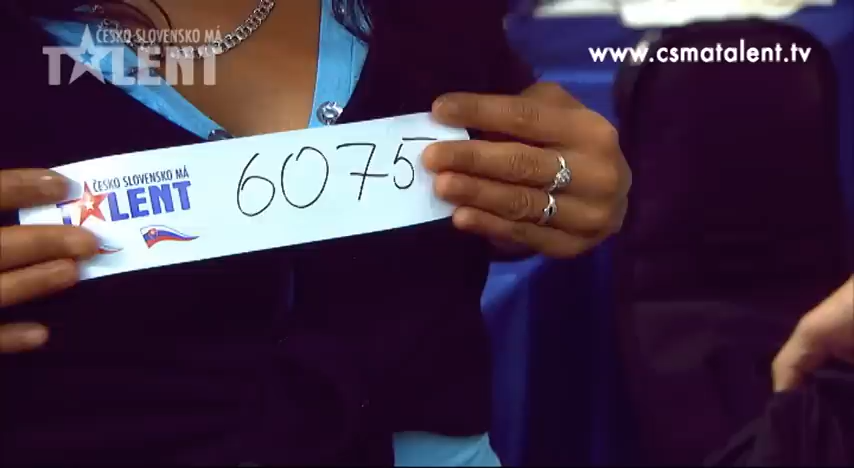 ČESKO SLOVENSKO MÁ
TALENT
www.csmatalent.tv
ČESKO SLOVENSKO MÁ
TALENT
6075